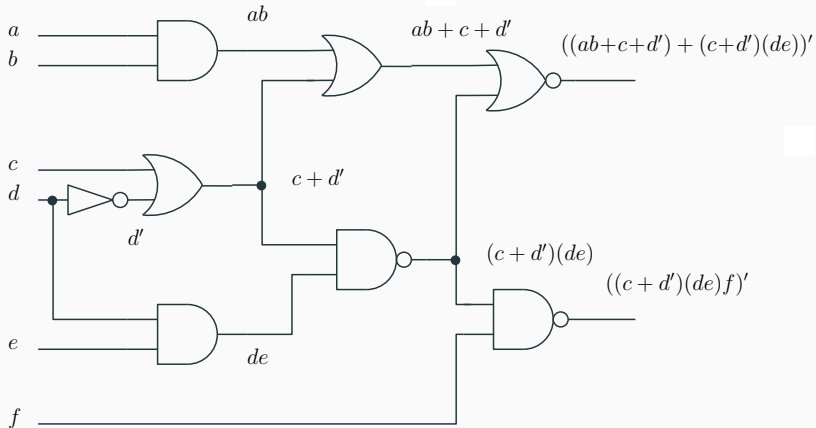 ab
a
b
ab + c + d′
((ab+c+d′) + (c+d′)(de))′
c
d
c + d′
d′
(c + d′)(de)
((c + d′)(de)f)′
e
de
f